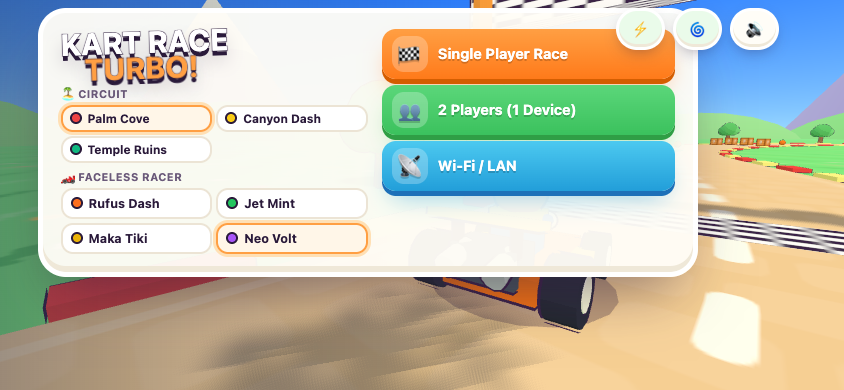 KART RACE
TURBO!
CIRCUIT
Palm Cove
Canyon Dash
Temple Ruins
FACELESS RACER
Rufus Dash
Jet Mint
Maka Tiki
Neo Volt
Single Player Race
2 Players (1 Device)
Wi-Fi / LAN